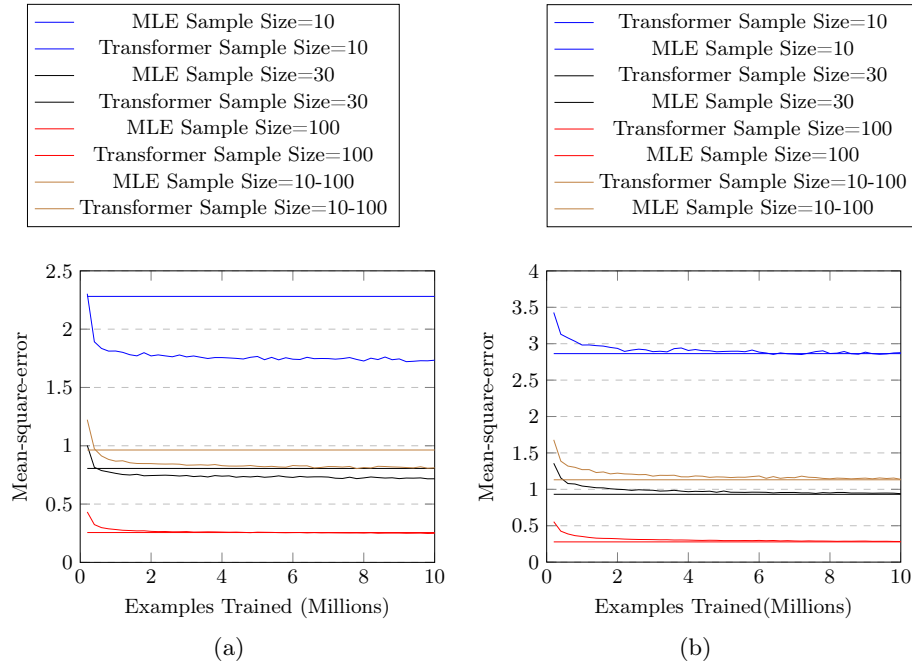 MLE Sample Size=10
Transformer Sample Size=10
MLE Sample Size=30
Transformer Sample Size=30
MLE Sample Size=100
Transformer Sample Size=100
MLE Sample Size=10-100
Transformer Sample Size=10-100
2.5
2
1.5
1
0.5
0
0 2 4 6 8 10
Mean-square-error
Examples Trained (Millions)
(a)
Transformer Sample Size=10
MLE Sample Size=10
Transformer Sample Size=30
MLE Sample Size=30
Transformer Sample Size=100
MLE Sample Size=100
Transformer Sample Size=10-100
MLE Sample Size=10-100
4
3.5
3
2.5
2
1.5
1
0.5
0
0 2 4 6 8 10
Mean-square-error
Examples Trained(Millions)
(b)